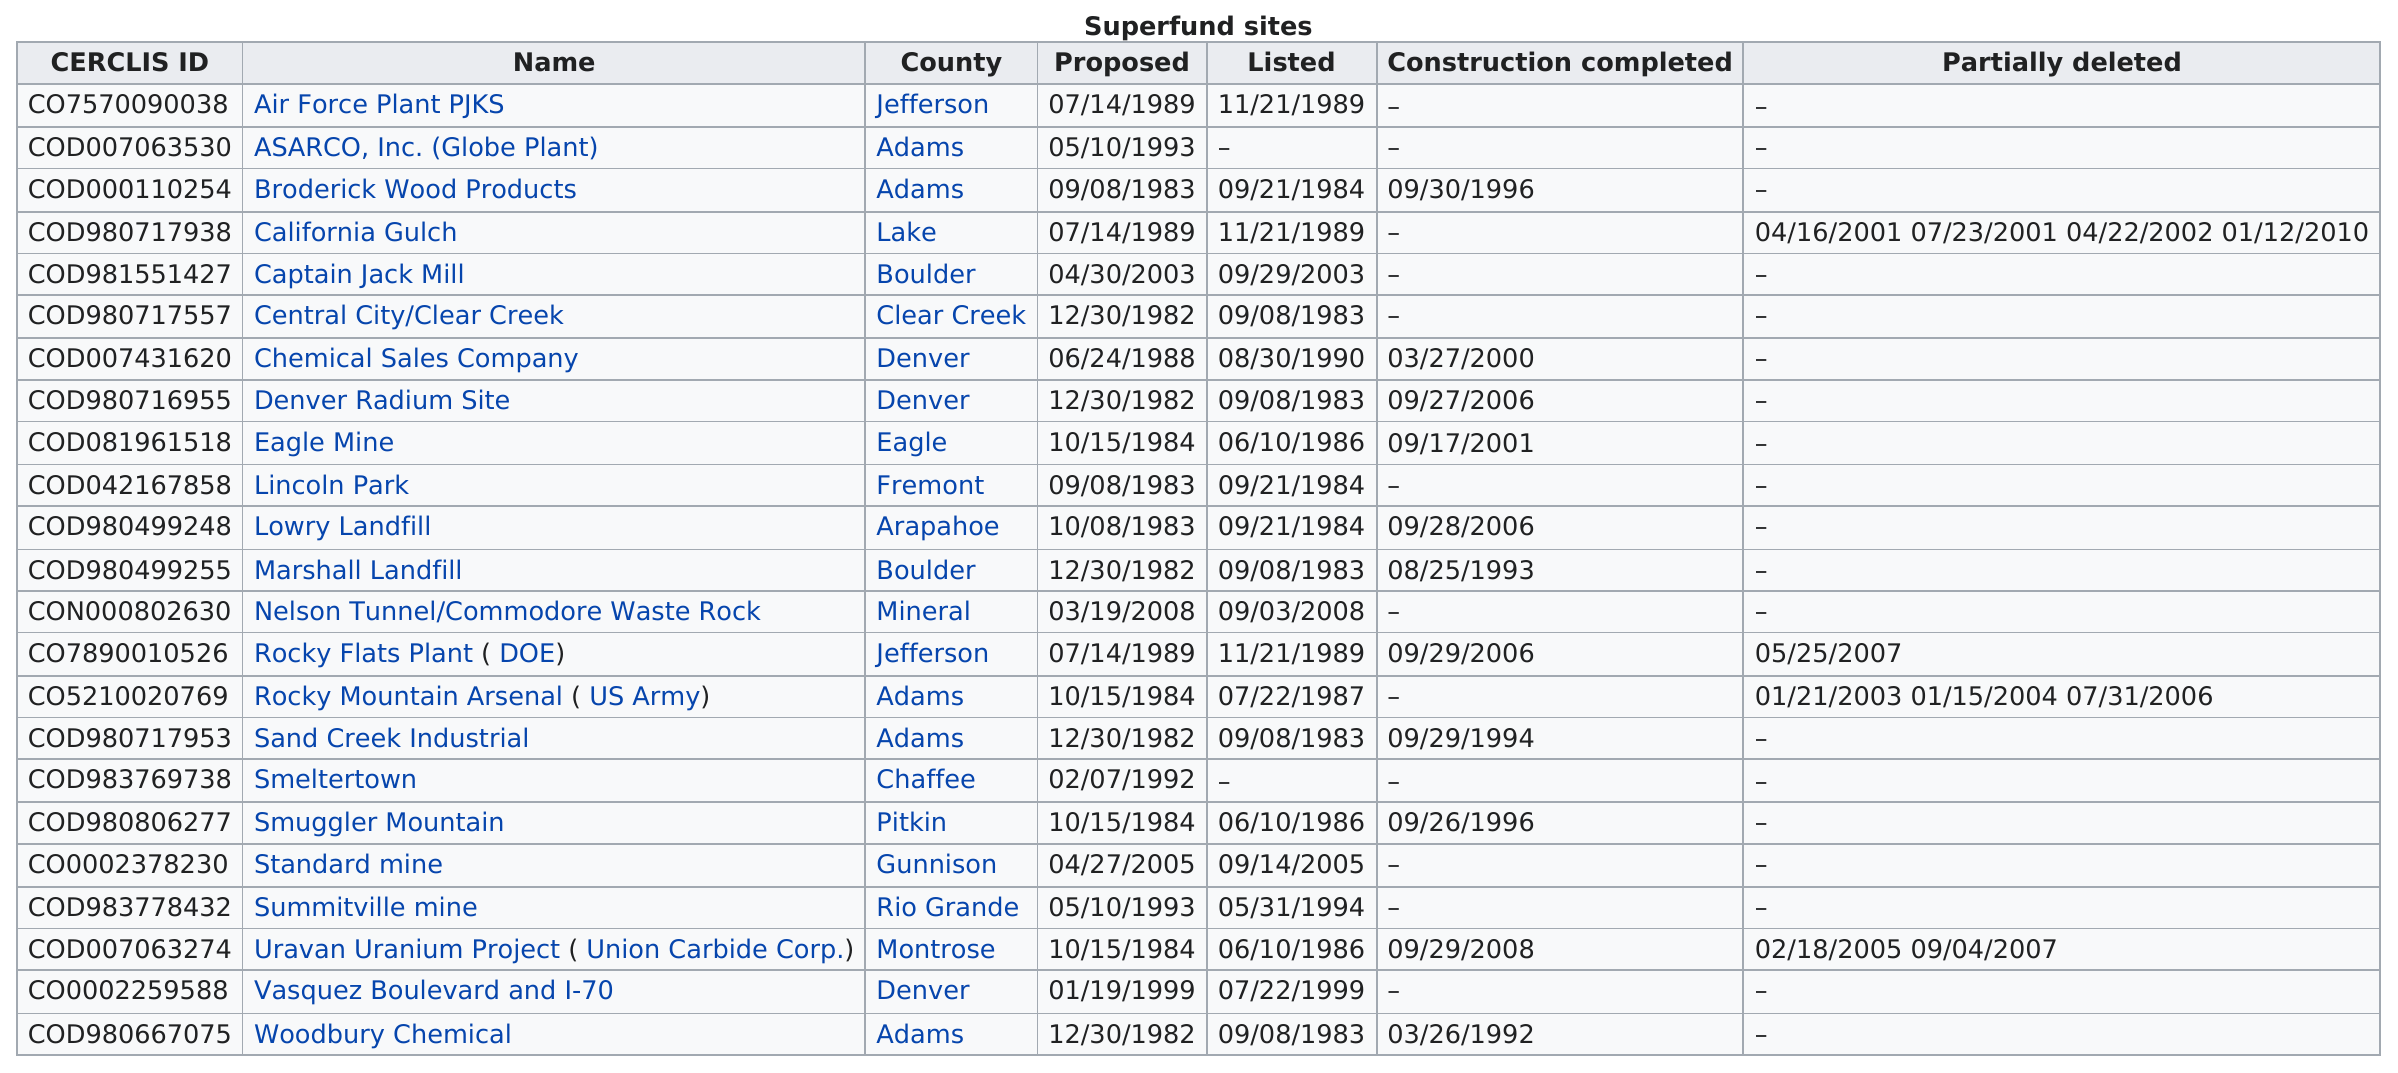 Superfund sites
CERCLIS ID Name County Proposed Listed Construction completed Partially deleted
CO7570090038 Air Force Plant PJKS Jefferson 07/14/1989 11/21/1989 – –
COD007063530 ASARCO, Inc. (Globe Plant) Adams 05/10/1993 – – –
COD000110254 Broderick Wood Products Adams 09/08/1983 09/21/1984 09/30/1996 –
COD980717938 California Gulch Lake 07/14/1989 11/21/1989 – 04/16/2001 07/23/2001 04/22/2002 01/12/2010
COD981551427 Captain Jack Mill Boulder 04/30/2003 09/29/2003 – –
COD980717557 Central City/Clear Creek Clear Creek 12/30/1982 09/08/1983 – –
COD007431620 Chemical Sales Company Denver 06/24/1988 08/30/1990 03/27/2000 –
COD980716955 Denver Radium Site Denver 12/30/1982 09/08/1983 09/27/2006 –
COD081961518 Eagle Mine Eagle 10/15/1984 06/10/1986 09/17/2001 –
COD042167858 Lincoln Park Fremont 09/08/1983 09/21/1984 – –
COD980499248 Lowry Landfill Arapahoe 10/08/1983 09/21/1984 09/28/2006 –
COD980499255 Marshall Landfill Boulder 12/30/1982 09/08/1983 08/25/1993 –
CON000802630 Nelson Tunnel/Commodore Waste Rock Mineral 03/19/2008 09/03/2008 – –
CO7890010526 Rocky Flats Plant ( DOE) Jefferson 07/14/1989 11/21/1989 09/29/2006 05/25/2007
CO5210020769 Rocky Mountain Arsenal ( US Army) Adams 10/15/1984 07/22/1987 – 01/21/2003 01/15/2004 07/31/2006
COD980717953 Sand Creek Industrial Adams 12/30/1982 09/08/1983 09/29/1994 –
COD983769738 Smeltertown Chaffee 02/07/1992 – – –
COD980806277 Smuggler Mountain Pitkin 10/15/1984 06/10/1986 09/26/1996 –
CO0002378230 Standard mine Gunnison 04/27/2005 09/14/2005 – –
COD983778432 Summitville mine Rio Grande 05/10/1993 05/31/1994 – –
COD007063274 Uravan Uranium Project ( Union Carbide Corp.) Montrose 10/15/1984 06/10/1986 09/29/2008 02/18/2005 09/04/2007
CO0002259588 Vasquez Boulevard and I-70 Denver 01/19/1999 07/22/1999 – –
COD980667075 Woodbury Chemical Adams 12/30/1982 09/08/1983 03/26/1992 –